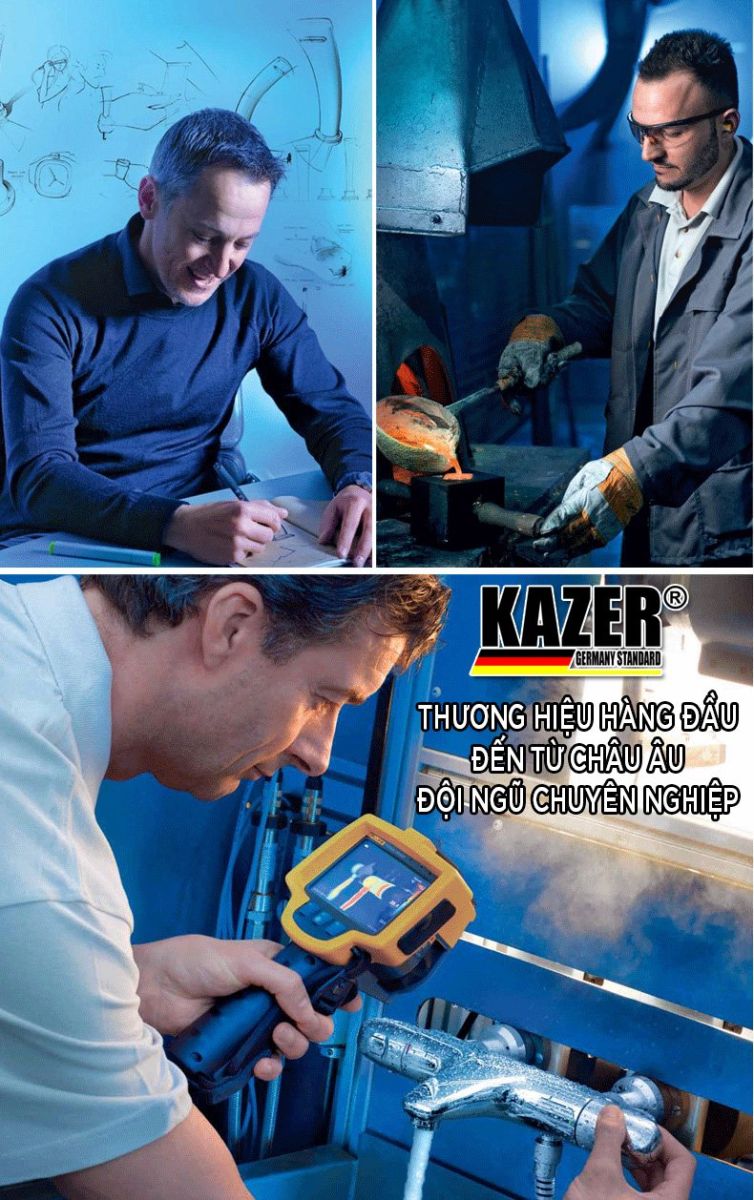 KAZER®
GERMANY STANDARD
THƯƠNG HIỆU HÀNG ĐẦU
ĐẾN TỪ CHÂU ÂU
ĐỘI NGŨ CHUYÊN NGHIỆP